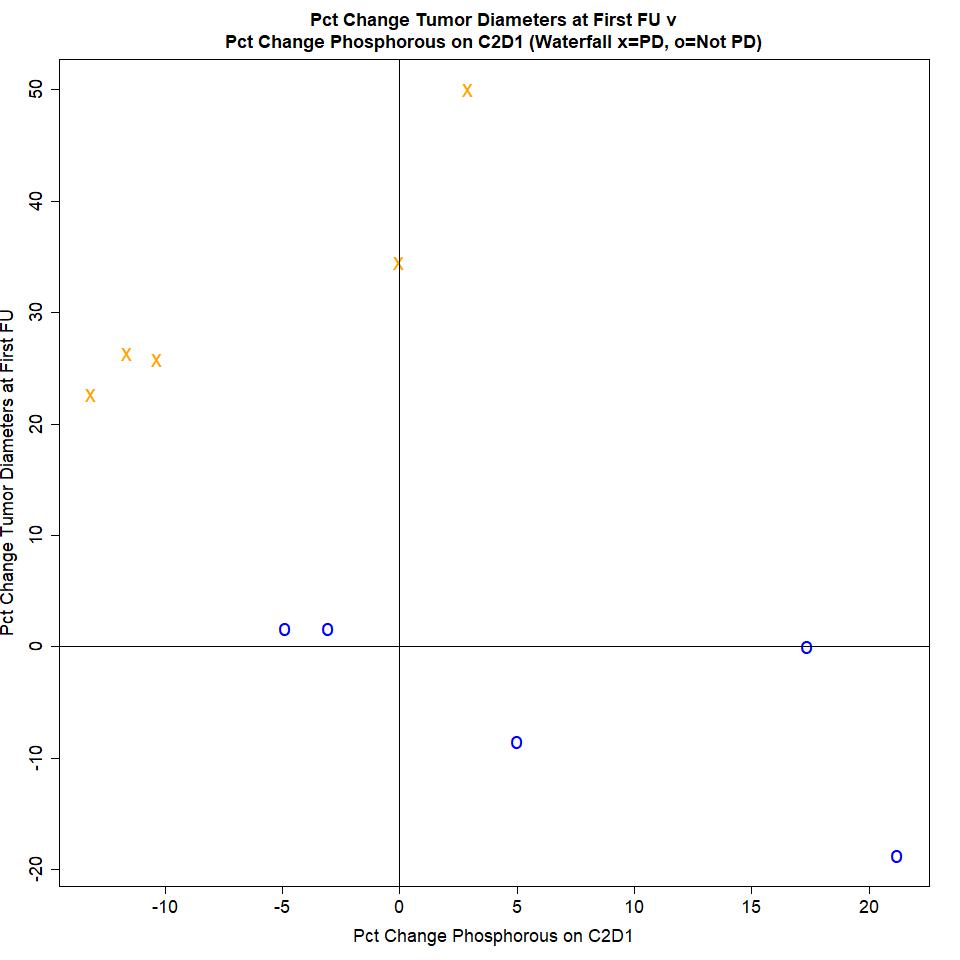 Pct Change Tumor Diameters at First FU v
Pct Change Phosphorous on C2D1 (Waterfall x=PD, o=Not PD)
Pct Change Tumor Diameters at First FU
50
40
30
20
10
0
-10
-20
X
X
X
X
X
O
O
O
O
O
-10
-5
0
5
10
15
20
Pct Change Phosphorous on C2D1